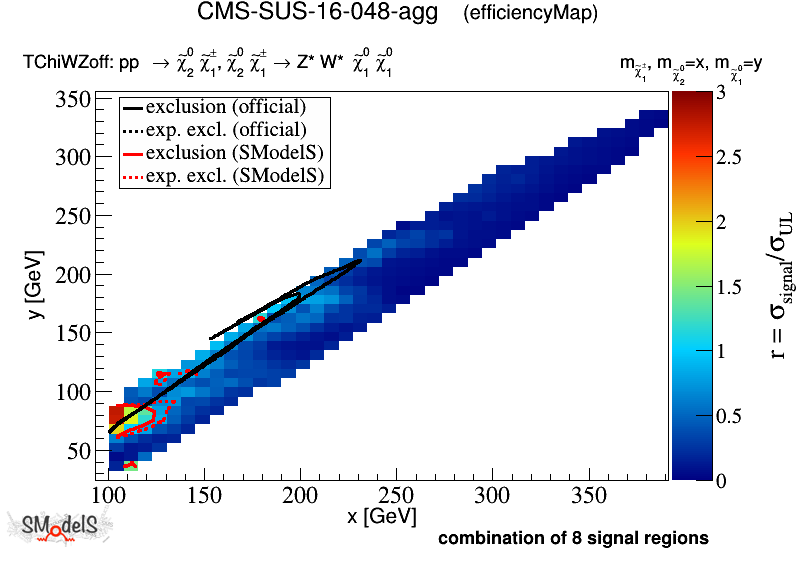 CMS-SUS-16-048-agg (efficiencyMap)
TChiWZoff: pp → χ̃₂⁰ χ̃₁±, χ̃₂⁰ χ̃₁± → Z* W* χ̃₁⁰ χ̃₁⁰
m_χ̃₁±, m_χ̃₂⁰=x, m_χ̃₁⁰=y
exclusion (official)
exp. excl. (official)
exclusion (SModelS)
exp. excl. (SModelS)
350
300
250
200
150
100
50
y [GeV]
100 150 200 250 300 350
x [GeV]
3
2.5
2
1.5
1
0.5
0
r = σ_signal/σ_UL
SModelS
combination of 8 signal regions